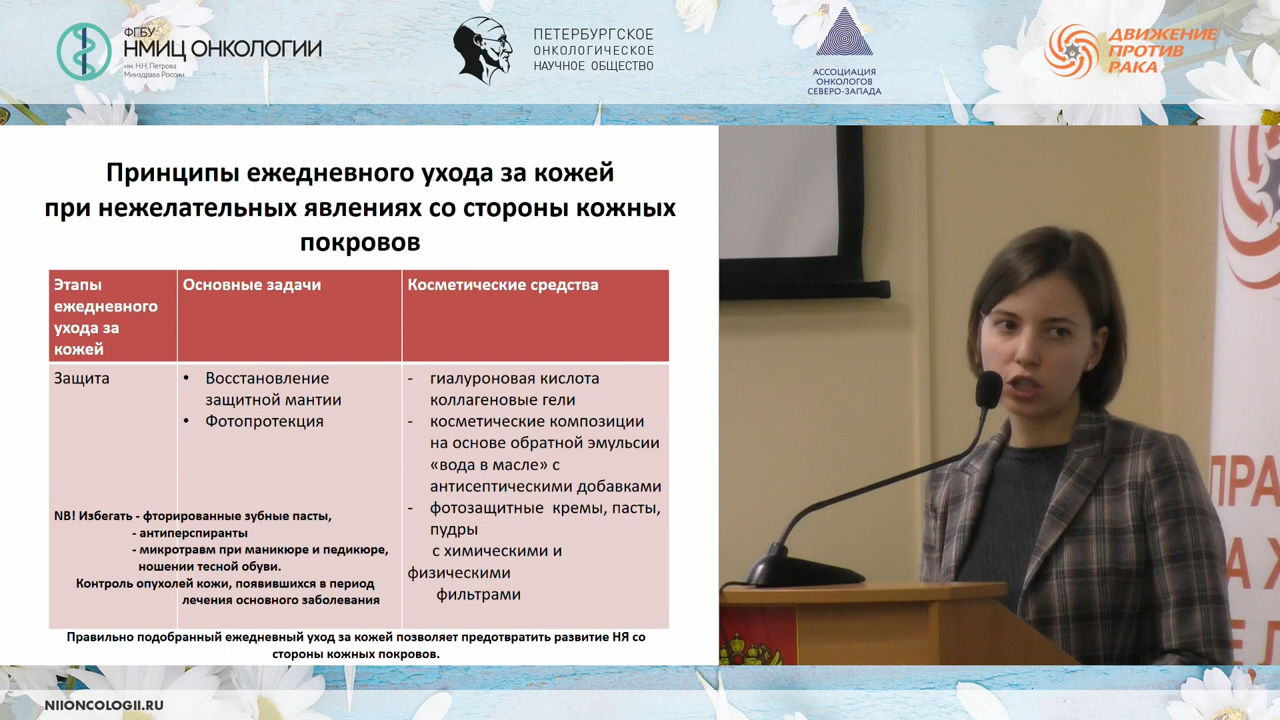 ФГБУ
НМИЦ ОНКОЛОГИИ
им. Н.Н. Петрова
Минздрава России
ПЕТЕРБУРГСКОЕ
ОНКОЛОГИЧЕСКОЕ
НАУЧНОЕ ОБЩЕСТВО
АССОЦИАЦИЯ
ОНКОЛОГОВ
СЕВЕРО-ЗАПАДА
ДВИЖЕНИЕ
ПРОТИВ
РАКА
Принципы ежедневного ухода за кожей
при нежелательных явлениях со стороны кожных
покровов
Этапы
ежедневного
ухода за
кожей
Основные задачи
Косметические средства
Защита
• Восстановление
защитной мантии
• Фотопротекция
- гиалуроновая кислота
коллагеновые гели
- косметические композиции
на основе обратной эмульсии
«вода в масле» с
антисептическими добавками
- фотозащитные кремы, пасты,
пудры
с химическими и
физическими
фильтрами
NB! Избегать - фторированные зубные пасты,
- антиперспиранты
- микротравм при маникюре и педикюре,
ношении тесной обуви.
Контроль опухолей кожи, появившихся в период
лечения основного заболевания
Правильно подобранный ежедневный уход за кожей позволяет предотвратить развитие НЯ со
стороны кожных покровов.
ПРА
А Х
ЕЛ
NIIONCOLOGII.RU